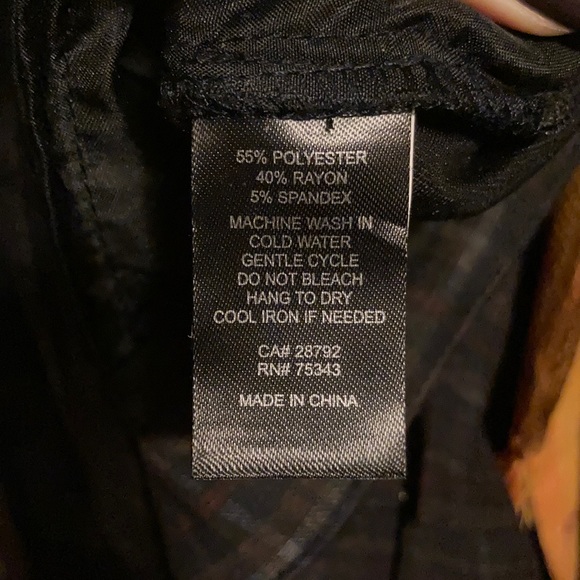 55% POLYESTER
40% RAYON
5% SPANDEX
MACHINE WASH IN
COLD WATER
GENTLE CYCLE
DO NOT BLEACH
HANG TO DRY
COOL IRON IF NEEDED
CA# 28792
RN# 75343
MADE IN CHINA